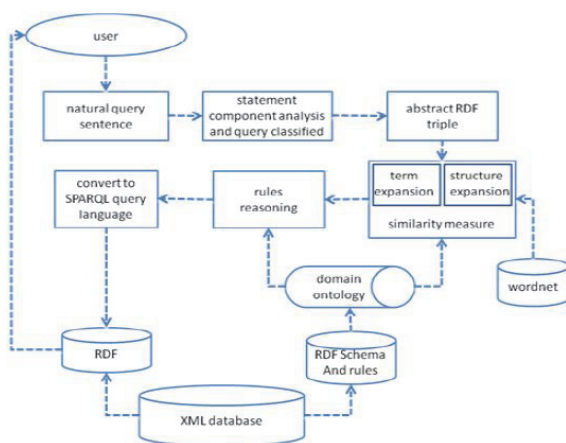 user
natural query
sentence
statement
component analysis
and query classified
abstract RDF
triple
convert to
SPARQL query
language
rules
reasoning
term
expansion
structure
expansion
similarity measure
domain
ontology
wordnet
RDF
RDF Schema
And rules
XML database